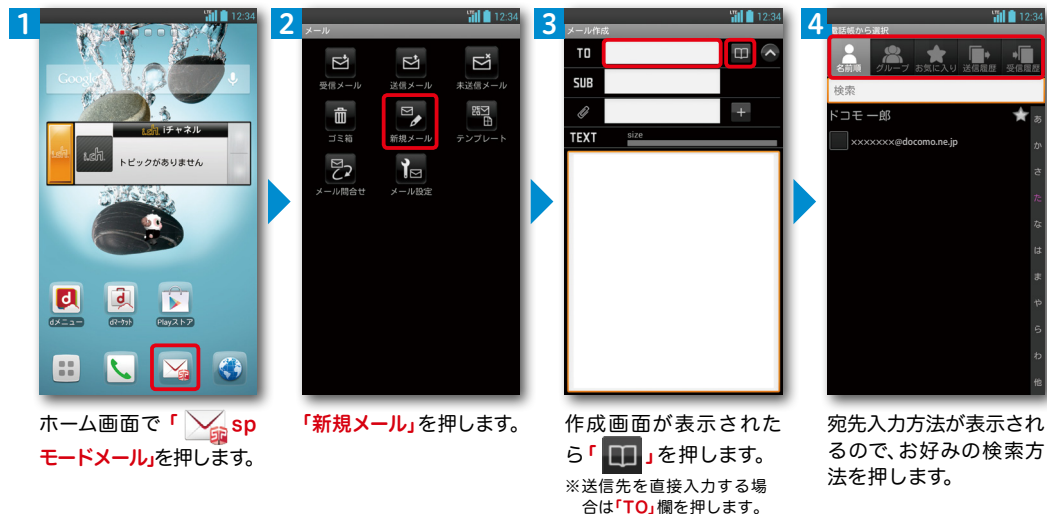 1
LTE 12:34
Google
i.ch. iチャネル
i.ch.
i.ch.
トピックがありません
dメニュー
dマーケット
Playストア
ホーム画面で「 sp
モードメール」を押します。
2
LTE 12:34
メール
受信メール
送信メール
未送信メール
ゴミ箱
新規メール
テンプレート
メール問合せ
メール設定
「新規メール」を押します。
3
LTE 12:34
メール作成
TO
SUB
+
TEXT
size
作成画面が表示された
ら「 」を押します。
※送信先を直接入力する場
合は「TO」欄を押します。
4
LTE 12:34
電話帳から選択
名前順
グループ
お気に入り
送信履歴
受信履歴
検索
ドコモ 一郎
xxxxxxx@docomo.ne.jp
あ
か
さ
た
な
は
ま
や
ら
わ
他
宛先入力方法が表示され
るので、お好みの検索方
法を押します。